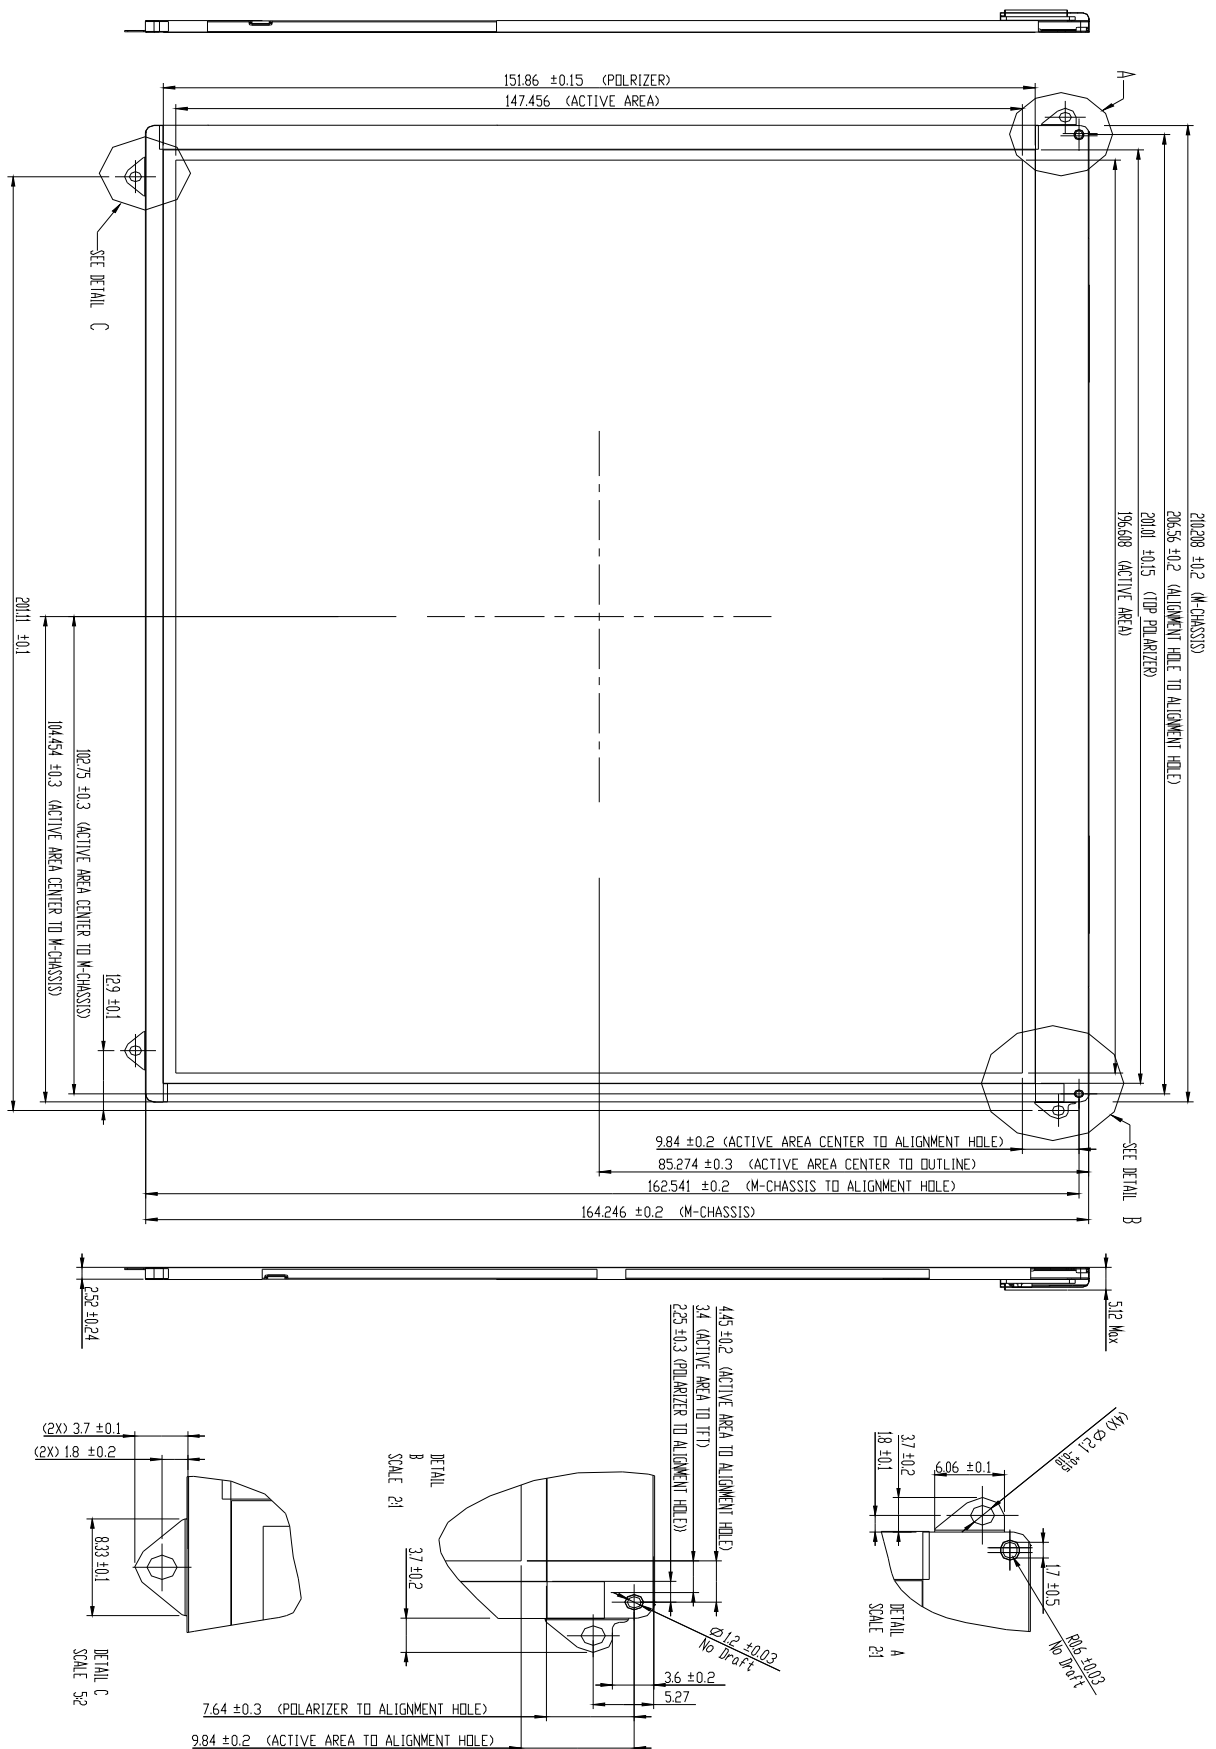 151.86 ±0.15 (POLRIZER)
147.456 (ACTIVE AREA)
A
SEE DETAIL C
210.208 ±0.2 (M-CHASSIS)
206.56 ±0.2 (ALIGNMENT HOLE TO ALIGNMENT HOLE)
201.01 ±0.15 (TOP POLARIZER)
196.608 (ACTIVE AREA)
201.11 ±0.1
104.454 ±0.3 (ACTIVE AREA CENTER TO M-CHASSIS)
102.75 ±0.3 (ACTIVE AREA CENTER TO M-CHASSIS)
12.9 ±0.1
9.84 ±0.2 (ACTIVE AREA CENTER TO ALIGNMENT HOLE)
85.274 ±0.3 (ACTIVE AREA CENTER TO OUTLINE)
162.541 ±0.2 (M-CHASSIS TO ALIGNMENT HOLE)
164.246 ±0.2 (M-CHASSIS)
SEE DETAIL B
2.52 ±0.24
5.12 Max
4.45 ±0.2 (ACTIVE AREA TO ALIGNMENT HOLE)
3.4 (ACTIVE AREA TO TFT)
2.25 ±0.3 (POLARIZER TO ALIGNMENT HOLE))
(4X) Ø 2.1 +0.15 -0.10
3.7 ±0.2
1.8 ±0.1
6.06 ±0.1
1.7 ±0.5
R0.6 ±0.03
No Draft
DETAIL A
SCALE 2:1
DETAIL
B
SCALE 2:1
3.7 ±0.2
Ø1.2 ±0.03
No Draft
3.6 ±0.2
5.27
7.64 ±0.3 (POLARIZER TO ALIGNMENT HOLE)
9.84 ±0.2 (ACTIVE AREA TO ALIGNMENT HOLE)
(2X) 3.7 ±0.1
(2X) 1.8 ±0.2
8.33 ±0.1
DETAIL C
SCALE 5:2